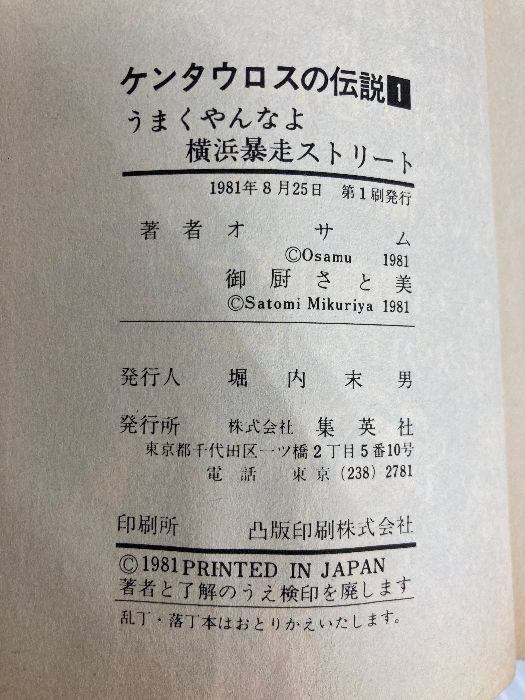 ケンタウロスの伝説1
うまくやんなよ
横浜暴走ストリート
1981年8月25日 第1刷発行
著者オサム
©Osamu 1981
御厨さと美
©Satomi Mikuriya 1981
発行人 堀内末男
発行所 株式会社 集英社
東京都千代田区一ツ橋2丁目5番10号
電話 東京(238)2781
印刷所 凸版印刷株式会社
©1981 PRINTED IN JAPAN
著者と了解のうえ検印を廃します
乱丁・落丁本はおとりかえいたします。